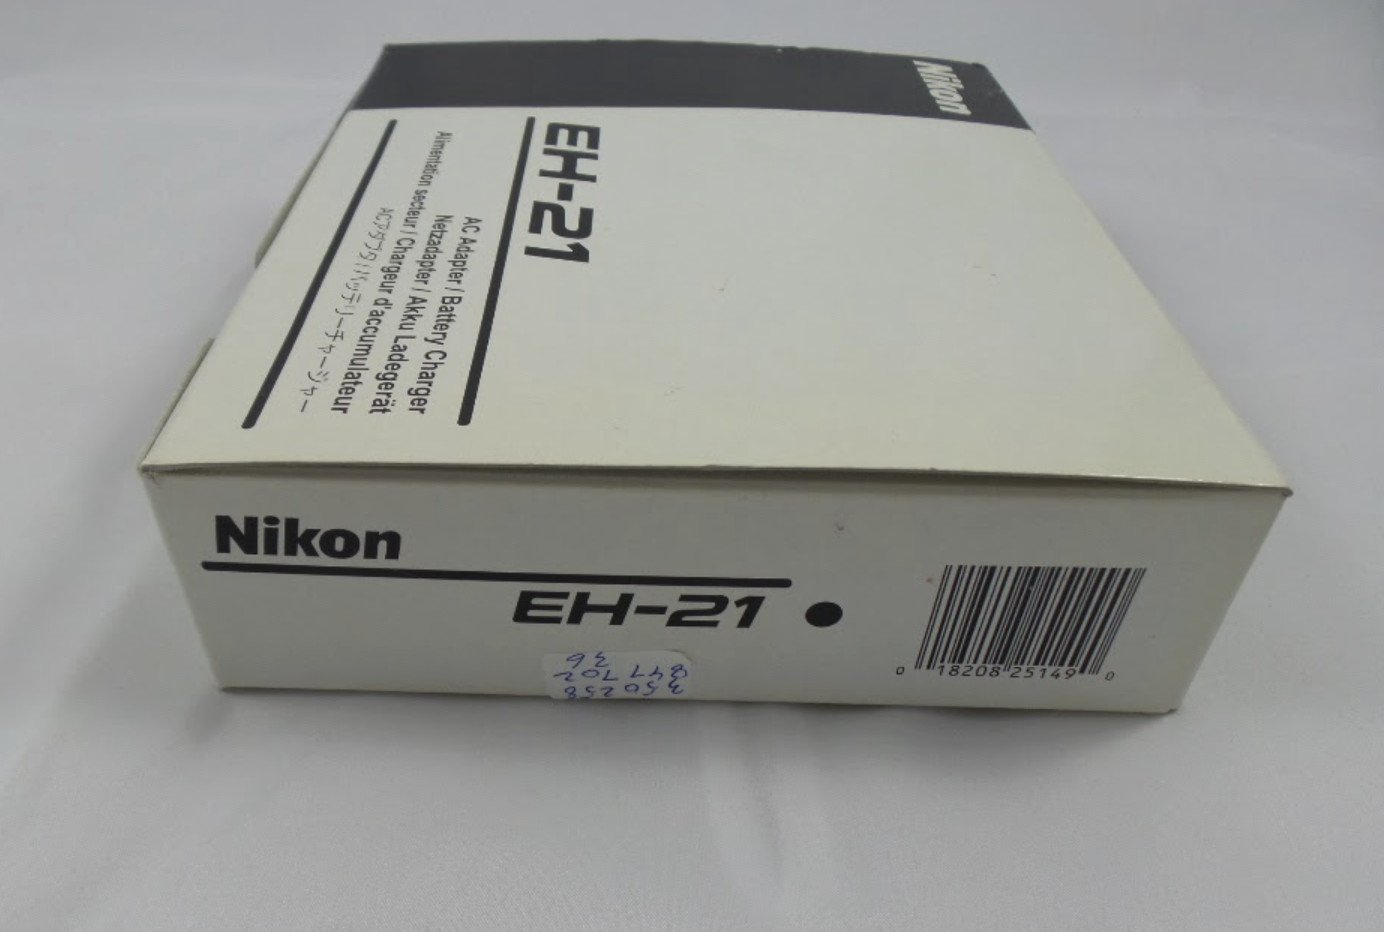 Nikon
EH-21
AC Adapter / Battery Charger
Netzadapter / Akku Ladegerät
Alimentation secteur / Chargeur d'accumulateur
ACアダプタ/バッテリーチャージャー
Nikon
EH-21
0 18208 25149 0